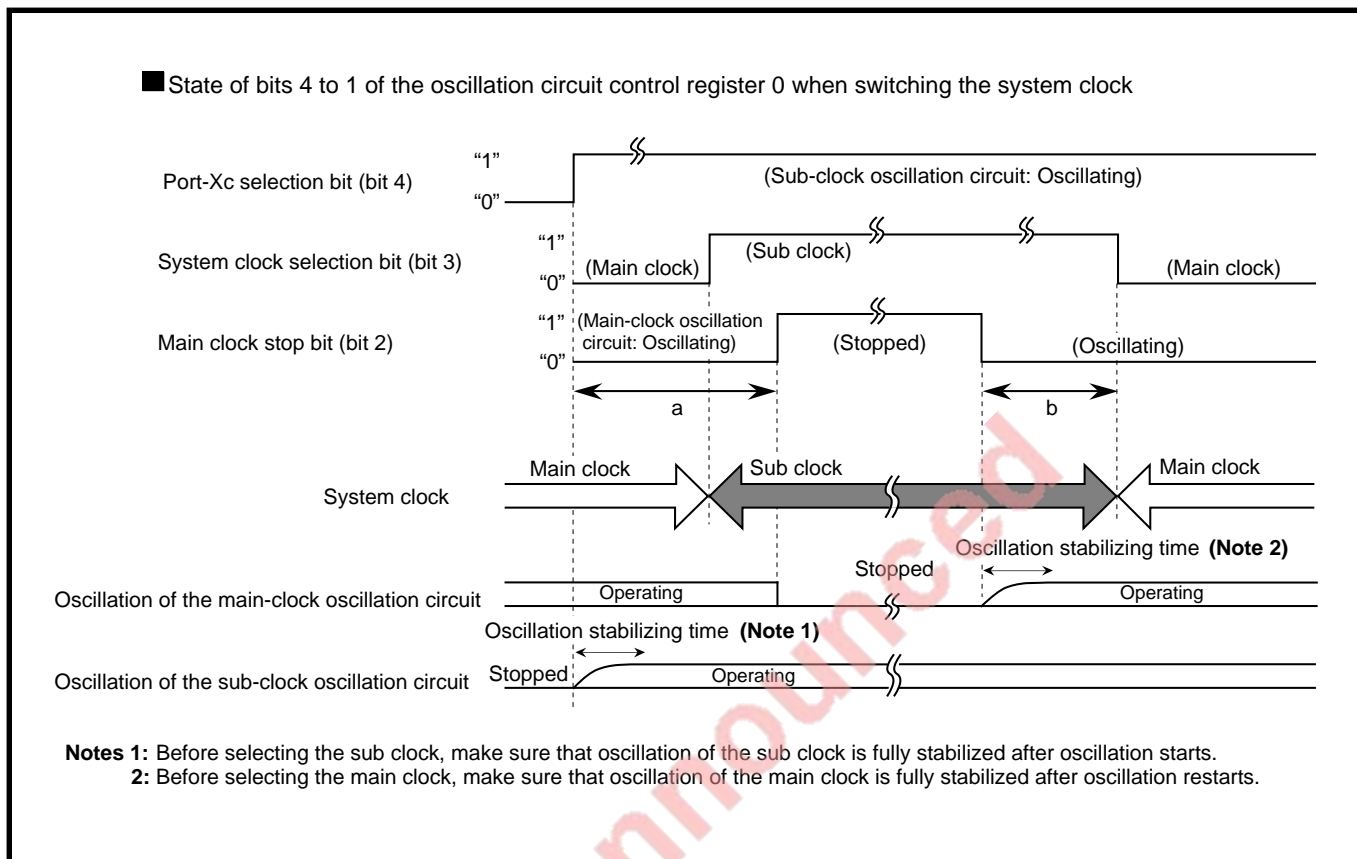 ■ State of bits 4 to 1 of the oscillation circuit control register 0 when switching the system clock
Port-Xc selection bit (bit 4)
“1”
“0”
(Sub-clock oscillation circuit: Oscillating)
System clock selection bit (bit 3)
“1”
“0”
(Main clock)
(Sub clock)
(Main clock)
Main clock stop bit (bit 2)
“1”
“0”
(Main-clock oscillation
circuit: Oscillating)
(Stopped)
(Oscillating)
a
b
System clock
Main clock
Sub clock
Main clock
Oscillation stabilizing time (Note 2)
Oscillation of the main-clock oscillation circuit
Operating
Stopped
Operating
Oscillation stabilizing time (Note 1)
Oscillation of the sub-clock oscillation circuit
Stopped
Operating
Notes 1: Before selecting the sub clock, make sure that oscillation of the sub clock is fully stabilized after oscillation starts.
2: Before selecting the main clock, make sure that oscillation of the main clock is fully stabilized after oscillation restarts.
nnounced